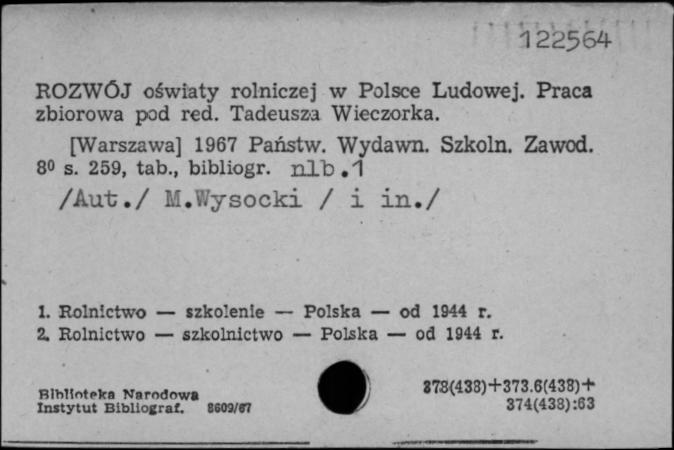 122564
ROZWÓJ oświaty rolniczej w Polsce Ludowej. Praca
zbiorowa pod red. Tadeusza Wieczorka.
[Warszawa] 1967 Państw. Wydawn. Szkoln. Zawod.
8⁰ s. 259, tab., bibliogr. nlb.1
/Aut./ M.Wysocki / i in./
1. Rolnictwo — szkolenie — Polska — od 1944 r.
2. Rolnictwo — szkolnictwo — Polska — od 1944 r.
Biblioteka Narodowa
Instytut Bibliograf. 8609/67
378(438)+373.6(438)+
374(438):63